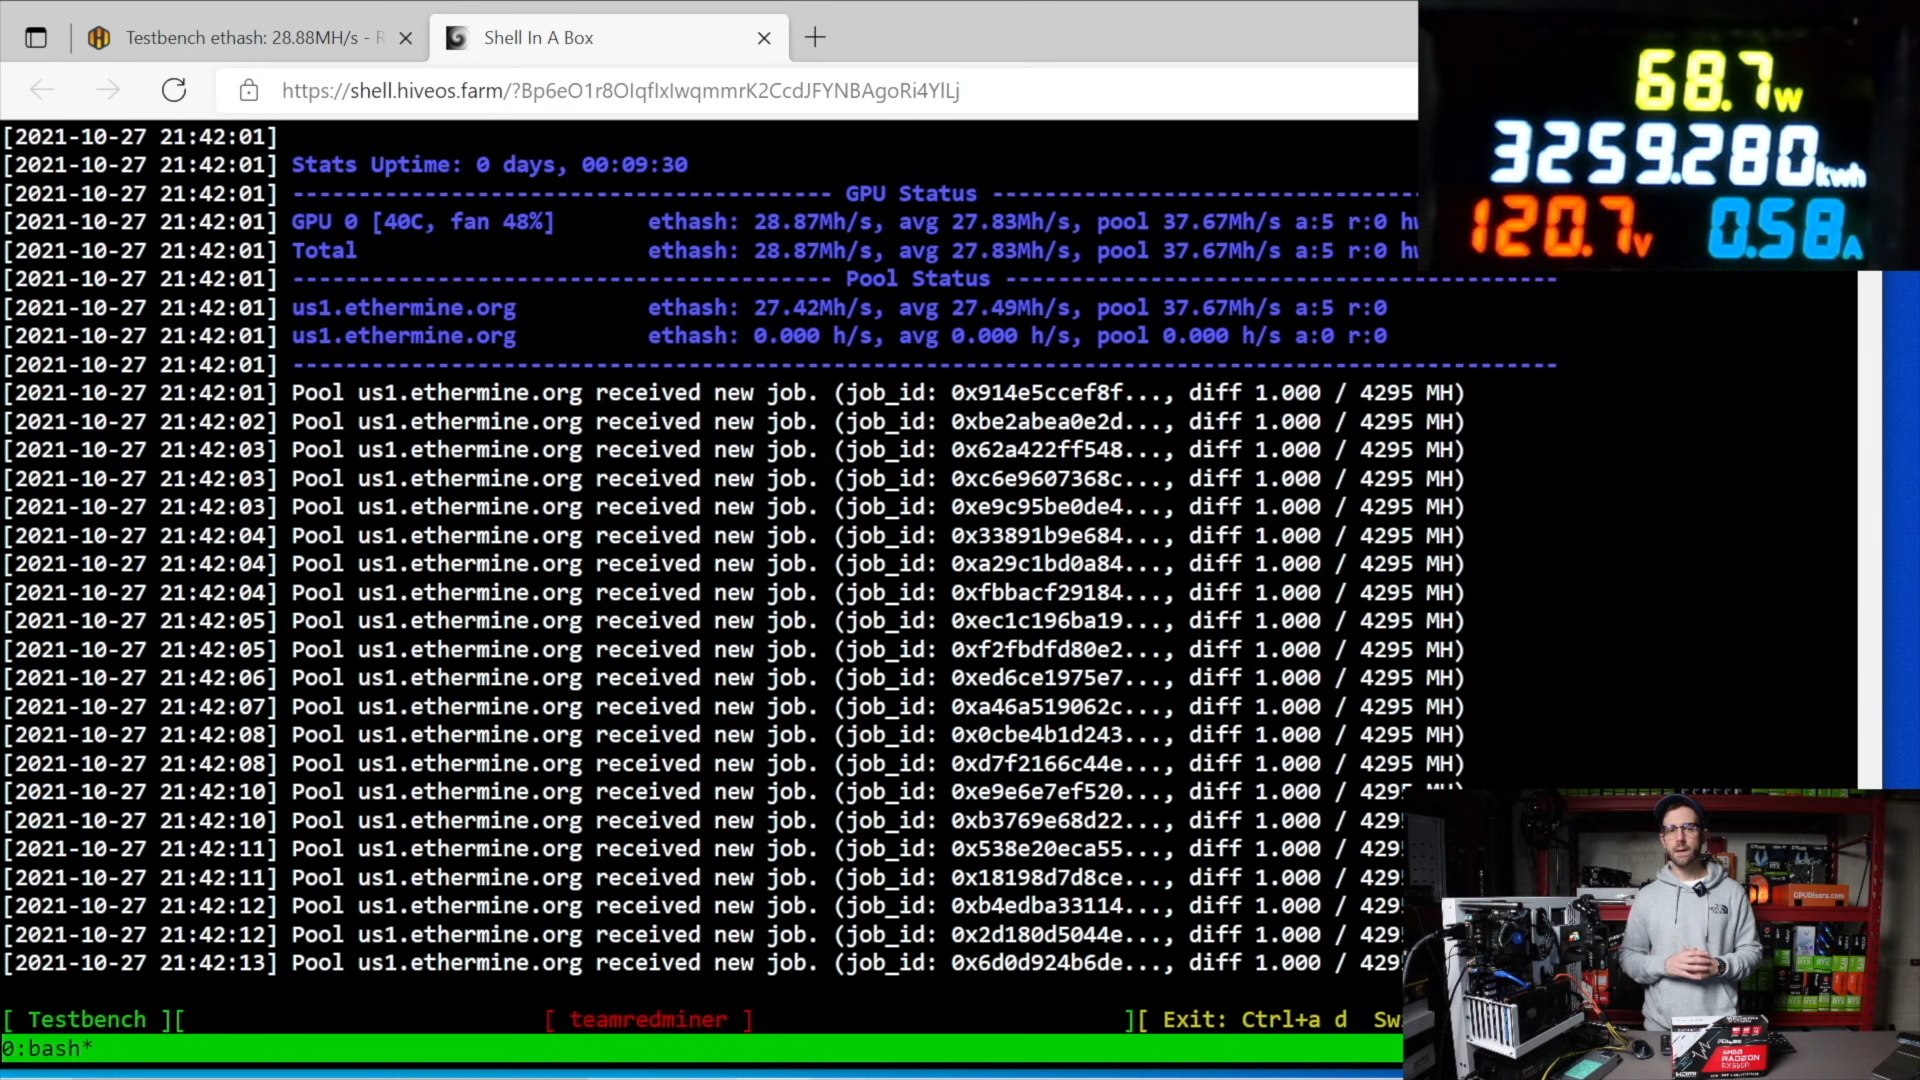 Testbench ethash: 28.88MH/s - R
Shell In A Box
https://shell.hiveos.farm/?Bp6eO1r8OIqfIxIwqmmrK2CcdJFYNBAgoRi4YlLj
68.7w
3259.280kwh
120.7v 0.58A
[2021-10-27 21:42:01]
[2021-10-27 21:42:01] Stats Uptime: 0 days, 00:09:30
[2021-10-27 21:42:01] --------------------------------------- GPU Status ---------------------------------
[2021-10-27 21:42:01] GPU 0 [40C, fan 48%] ethash: 28.87Mh/s, avg 27.83Mh/s, pool 37.67Mh/s a:5 r:0 hw
[2021-10-27 21:42:01] Total ethash: 28.87Mh/s, avg 27.83Mh/s, pool 37.67Mh/s a:5 r:0 hw
[2021-10-27 21:42:01] --------------------------------------- Pool Status ------------------------------------------
[2021-10-27 21:42:01] us1.ethermine.org ethash: 27.42Mh/s, avg 27.49Mh/s, pool 37.67Mh/s a:5 r:0
[2021-10-27 21:42:01] us1.ethermine.org ethash: 0.000 h/s, avg 0.000 h/s, pool 0.000 h/s a:0 r:0
[2021-10-27 21:42:01] ------------------------------------------------------------------------------------------------
[2021-10-27 21:42:01] Pool us1.ethermine.org received new job. (job_id: 0x914e5ccef8f..., diff 1.000 / 4295 MH)
[2021-10-27 21:42:02] Pool us1.ethermine.org received new job. (job_id: 0xbe2abea0e2d..., diff 1.000 / 4295 MH)
[2021-10-27 21:42:03] Pool us1.ethermine.org received new job. (job_id: 0x62a422ff548..., diff 1.000 / 4295 MH)
[2021-10-27 21:42:03] Pool us1.ethermine.org received new job. (job_id: 0xc6e9607368c..., diff 1.000 / 4295 MH)
[2021-10-27 21:42:03] Pool us1.ethermine.org received new job. (job_id: 0xe9c95be0de4..., diff 1.000 / 4295 MH)
[2021-10-27 21:42:04] Pool us1.ethermine.org received new job. (job_id: 0x33891b9e684..., diff 1.000 / 4295 MH)
[2021-10-27 21:42:04] Pool us1.ethermine.org received new job. (job_id: 0xa29c1bd0a84..., diff 1.000 / 4295 MH)
[2021-10-27 21:42:04] Pool us1.ethermine.org received new job. (job_id: 0xfbbacf29184..., diff 1.000 / 4295 MH)
[2021-10-27 21:42:05] Pool us1.ethermine.org received new job. (job_id: 0xec1c196ba19..., diff 1.000 / 4295 MH)
[2021-10-27 21:42:05] Pool us1.ethermine.org received new job. (job_id: 0xf2fbdfd80e2..., diff 1.000 / 4295 MH)
[2021-10-27 21:42:06] Pool us1.ethermine.org received new job. (job_id: 0xed6ce1975e7..., diff 1.000 / 4295 MH)
[2021-10-27 21:42:07] Pool us1.ethermine.org received new job. (job_id: 0xa46a519062c..., diff 1.000 / 4295 MH)
[2021-10-27 21:42:08] Pool us1.ethermine.org received new job. (job_id: 0x0cbe4b1d243..., diff 1.000 / 4295 MH)
[2021-10-27 21:42:08] Pool us1.ethermine.org received new job. (job_id: 0xd7f2166c44e..., diff 1.000 / 4295 MH)
[2021-10-27 21:42:10] Pool us1.ethermine.org received new job. (job_id: 0xe9e6e7ef520..., diff 1.000 / 4295 MH)
[2021-10-27 21:42:10] Pool us1.ethermine.org received new job. (job_id: 0xb3769e68d22..., diff 1.000 / 429
[2021-10-27 21:42:11] Pool us1.ethermine.org received new job. (job_id: 0x538e20eca55..., diff 1.000 / 429
[2021-10-27 21:42:11] Pool us1.ethermine.org received new job. (job_id: 0x18198d7d8ce..., diff 1.000 / 429
[2021-10-27 21:42:12] Pool us1.ethermine.org received new job. (job_id: 0xb4edba33114..., diff 1.000 / 429
[2021-10-27 21:42:12] Pool us1.ethermine.org received new job. (job_id: 0x2d180d5044e..., diff 1.000 / 429
[2021-10-27 21:42:13] Pool us1.ethermine.org received new job. (job_id: 0x6d0d924b6de..., diff 1.000 / 429
[ Testbench ][ [ teamredminer ] ][ Exit: Ctrl+a d Sw
0:bash*
GPURisers.com
AMD
RADEON
RX 6600
HDMI